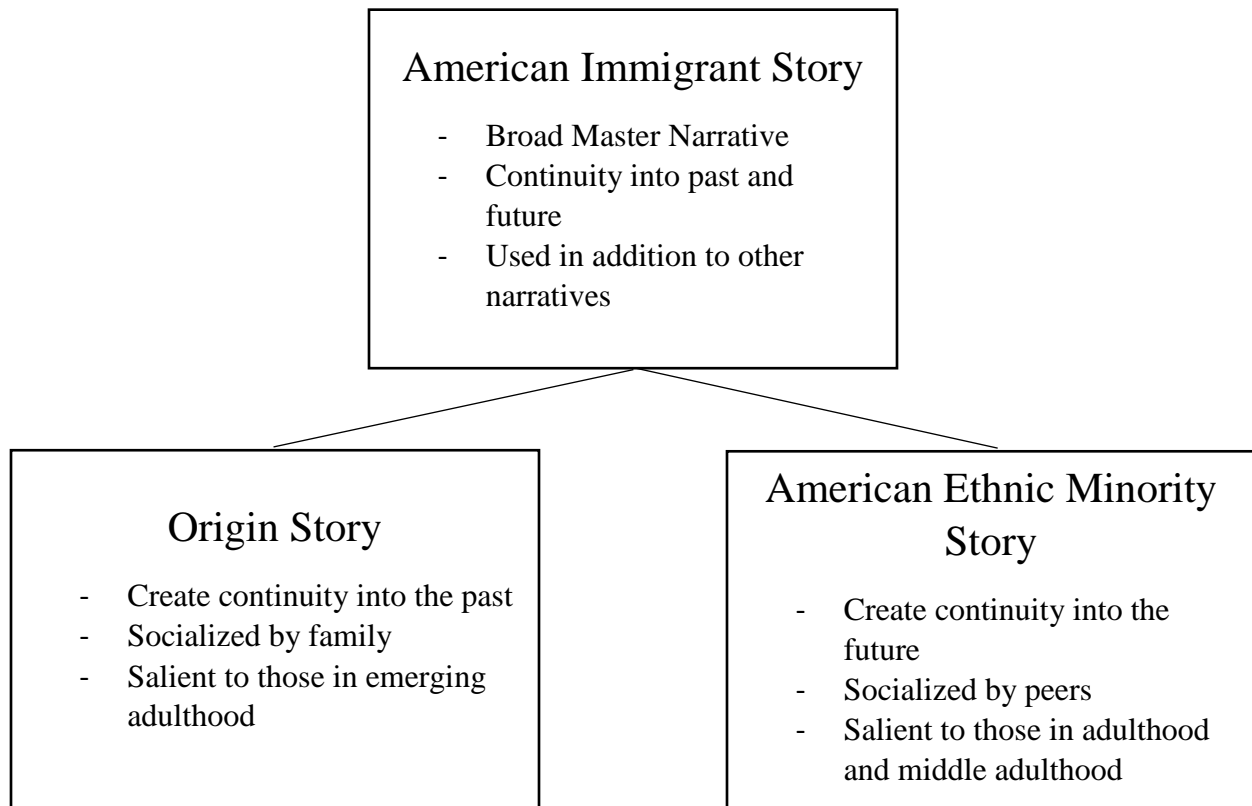 American Immigrant Story
- Broad Master Narrative
- Continuity into past and
future
- Used in addition to other
narratives
Origin Story
- Create continuity into the past
- Socialized by family
- Salient to those in emerging
adulthood
American Ethnic Minority
Story
- Create continuity into the
future
- Socialized by peers
- Salient to those in adulthood
and middle adulthood